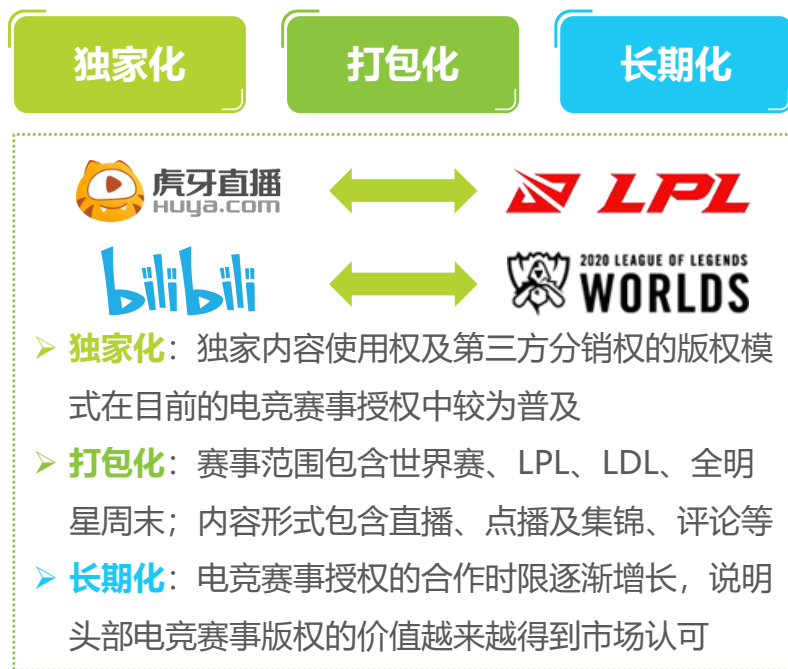 独家化 打包化 长期化
虎牙直播 LPL
HUYA.com
bilibili 2020 LEAGUE OF LEGENDS
WORLDS
➢ 独家化：独家内容使用权及第三方分销权的版权模
式在目前的电竞赛事授权中较为普及
➢ 打包化：赛事范围包含世界赛、LPL、LDL、全明
星周末；内容形式包含直播、点播及集锦、评论等
➢ 长期化：电竞赛事授权的合作时限逐渐增长，说明
头部电竞赛事版权的价值越来越得到市场认可